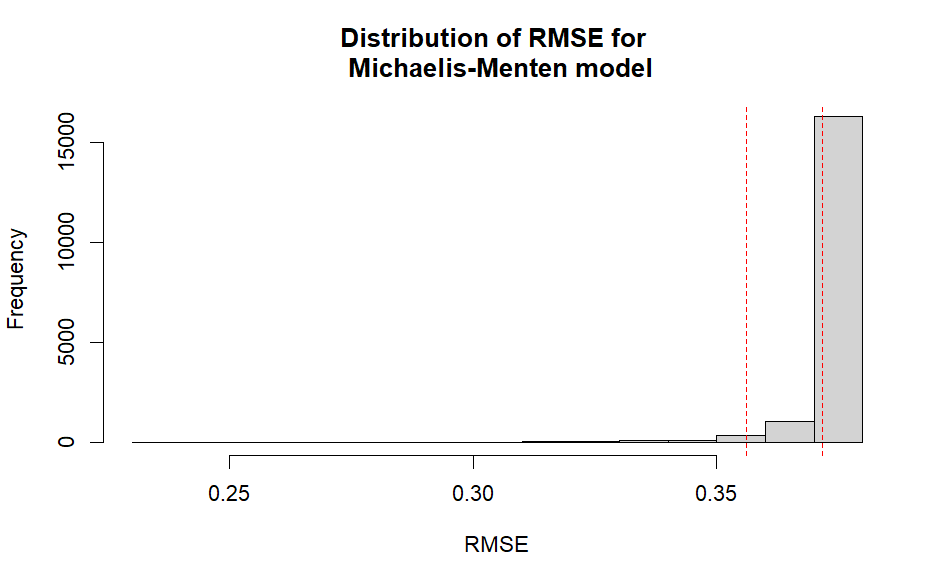 Distribution of RMSE for
Michaelis-Menten model
Frequency
15000
10000
5000
0
0.25 0.30 0.35
RMSE